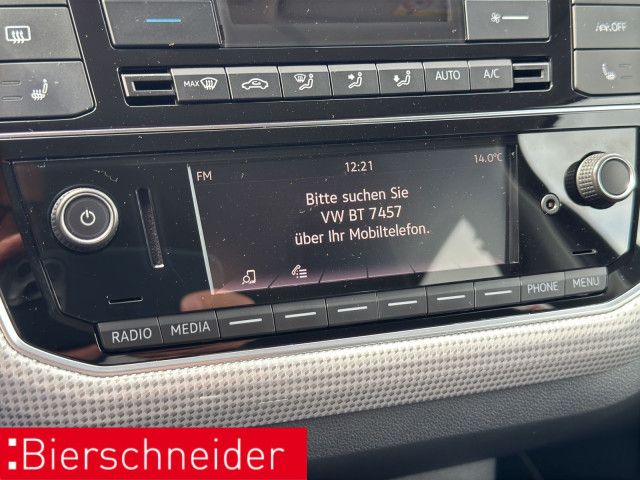 OFF
MAX
AUTO
A/C
FM 12:21 14.0°C
Bitte suchen Sie
VW BT 7457
über Ihr Mobiltelefon.
RADIO MEDIA PHONE MENU
!Bierschneider